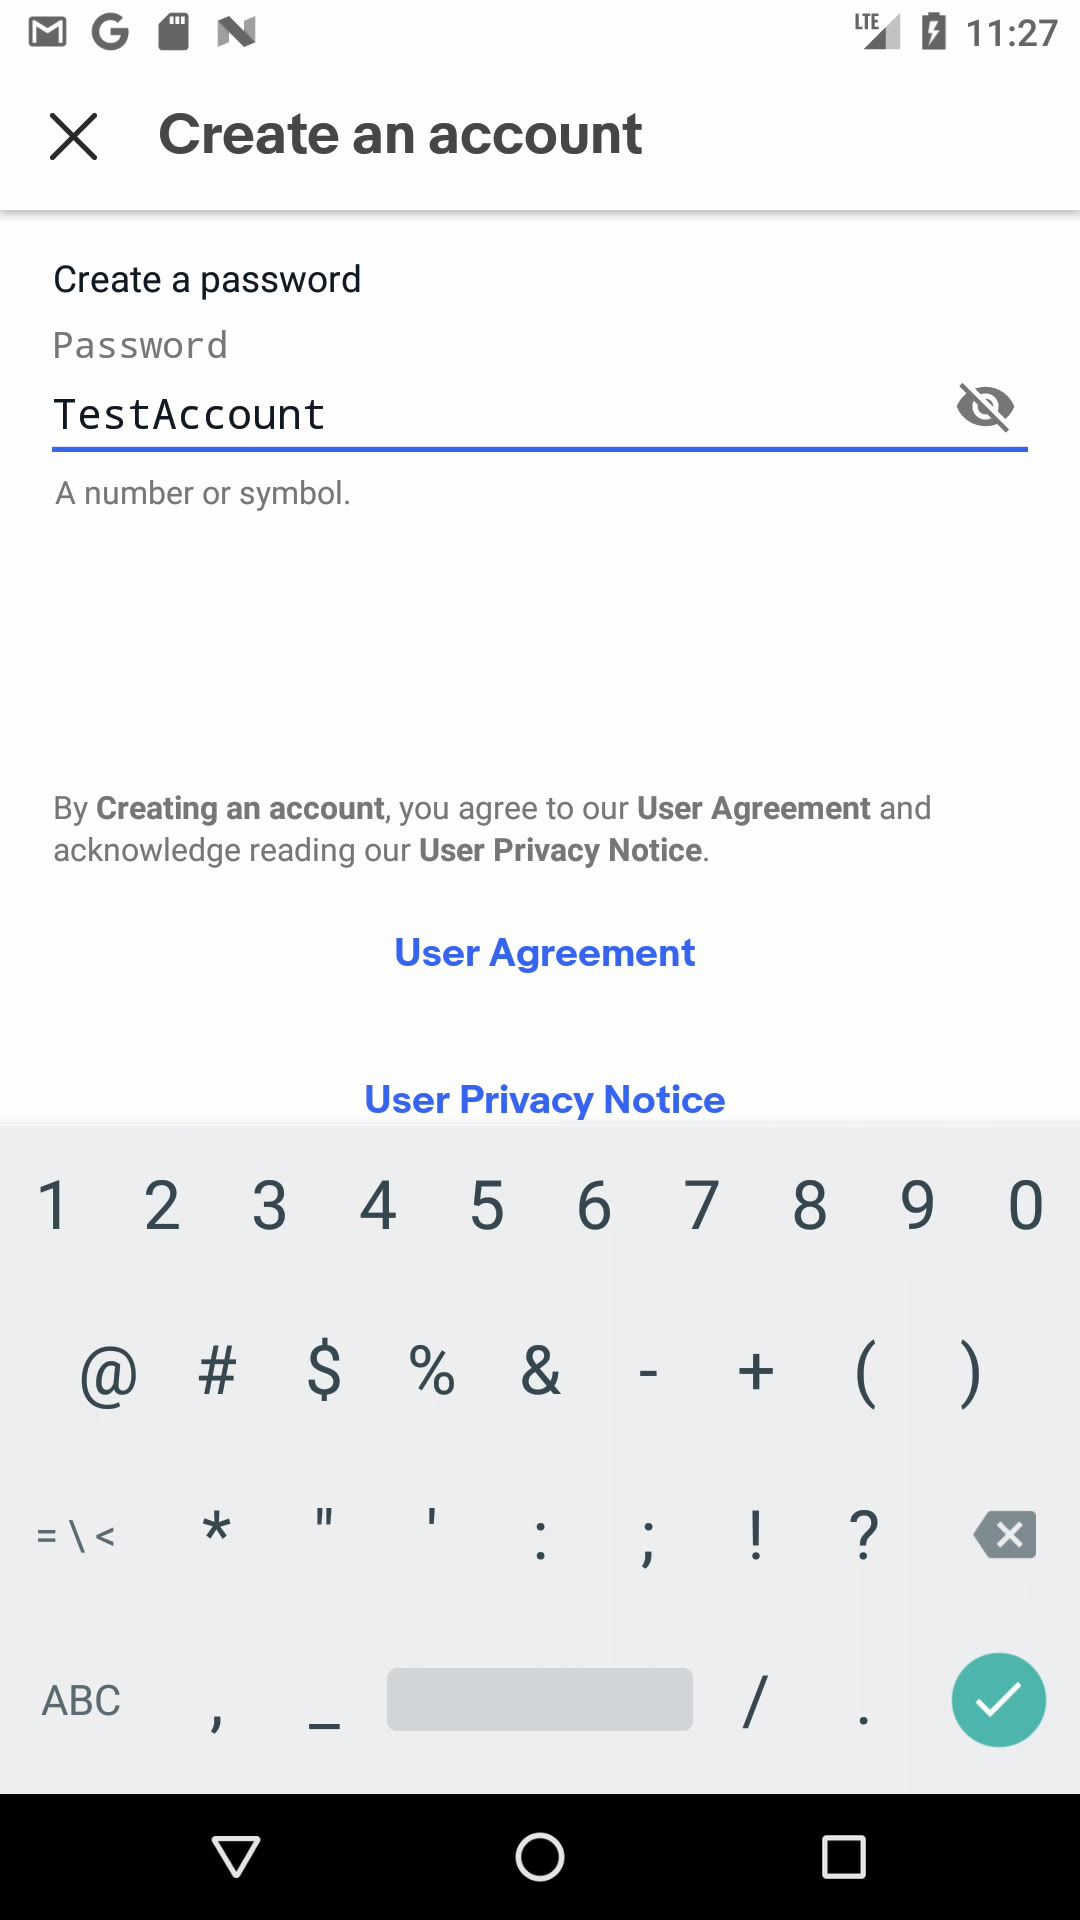 LTE 11:27
Create an account
Create a password
Password
TestAccount
A number or symbol.
By Creating an account, you agree to our User Agreement and
acknowledge reading our User Privacy Notice.
User Agreement
User Privacy Notice
1 2 3 4 5 6 7 8 9 0
@ # $ % & - + ( )
= \ < * " ' : ; ! ?
ABC , _ / .